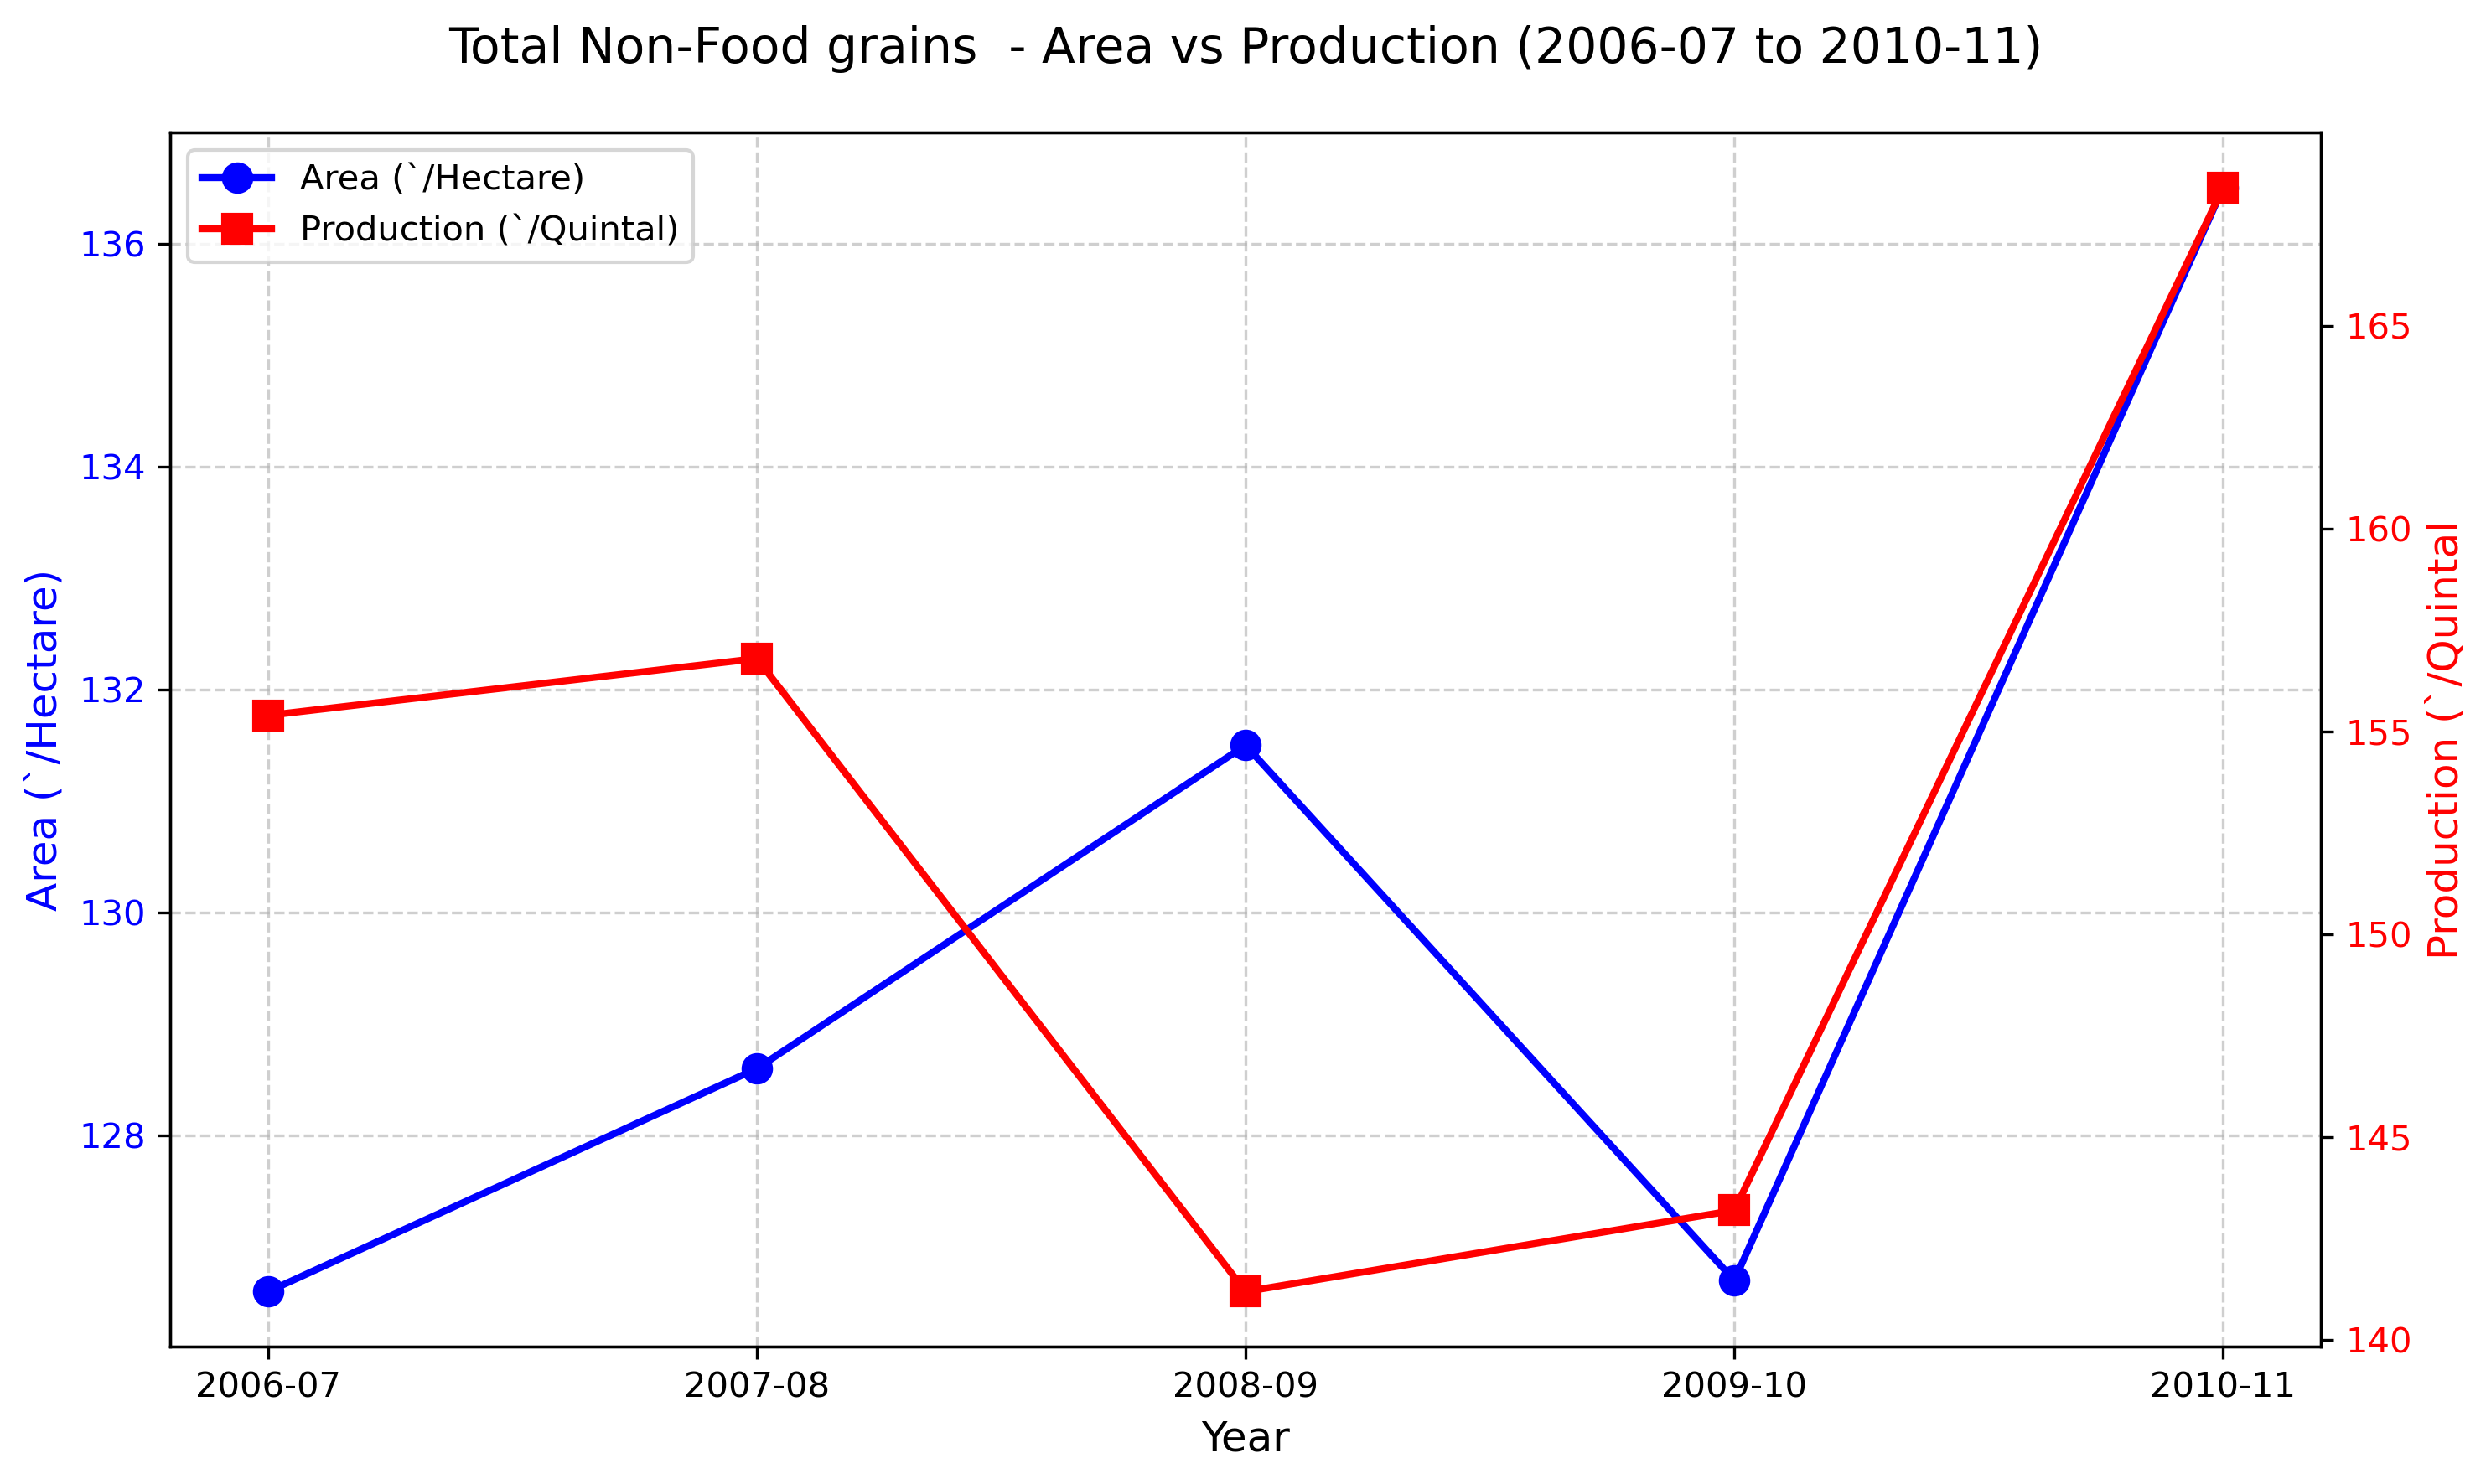 Total Non-Food grains  - Area vs Production (2006-07 to 2010-11)
Area (`/Hectare)
Production (`/Quintal)
136
134
132
130
128
Area (`/Hectare)
165
160
155
150
145
140
Production (`/Quintal
2006-07 2007-08 2008-09 2009-10 2010-11
Year